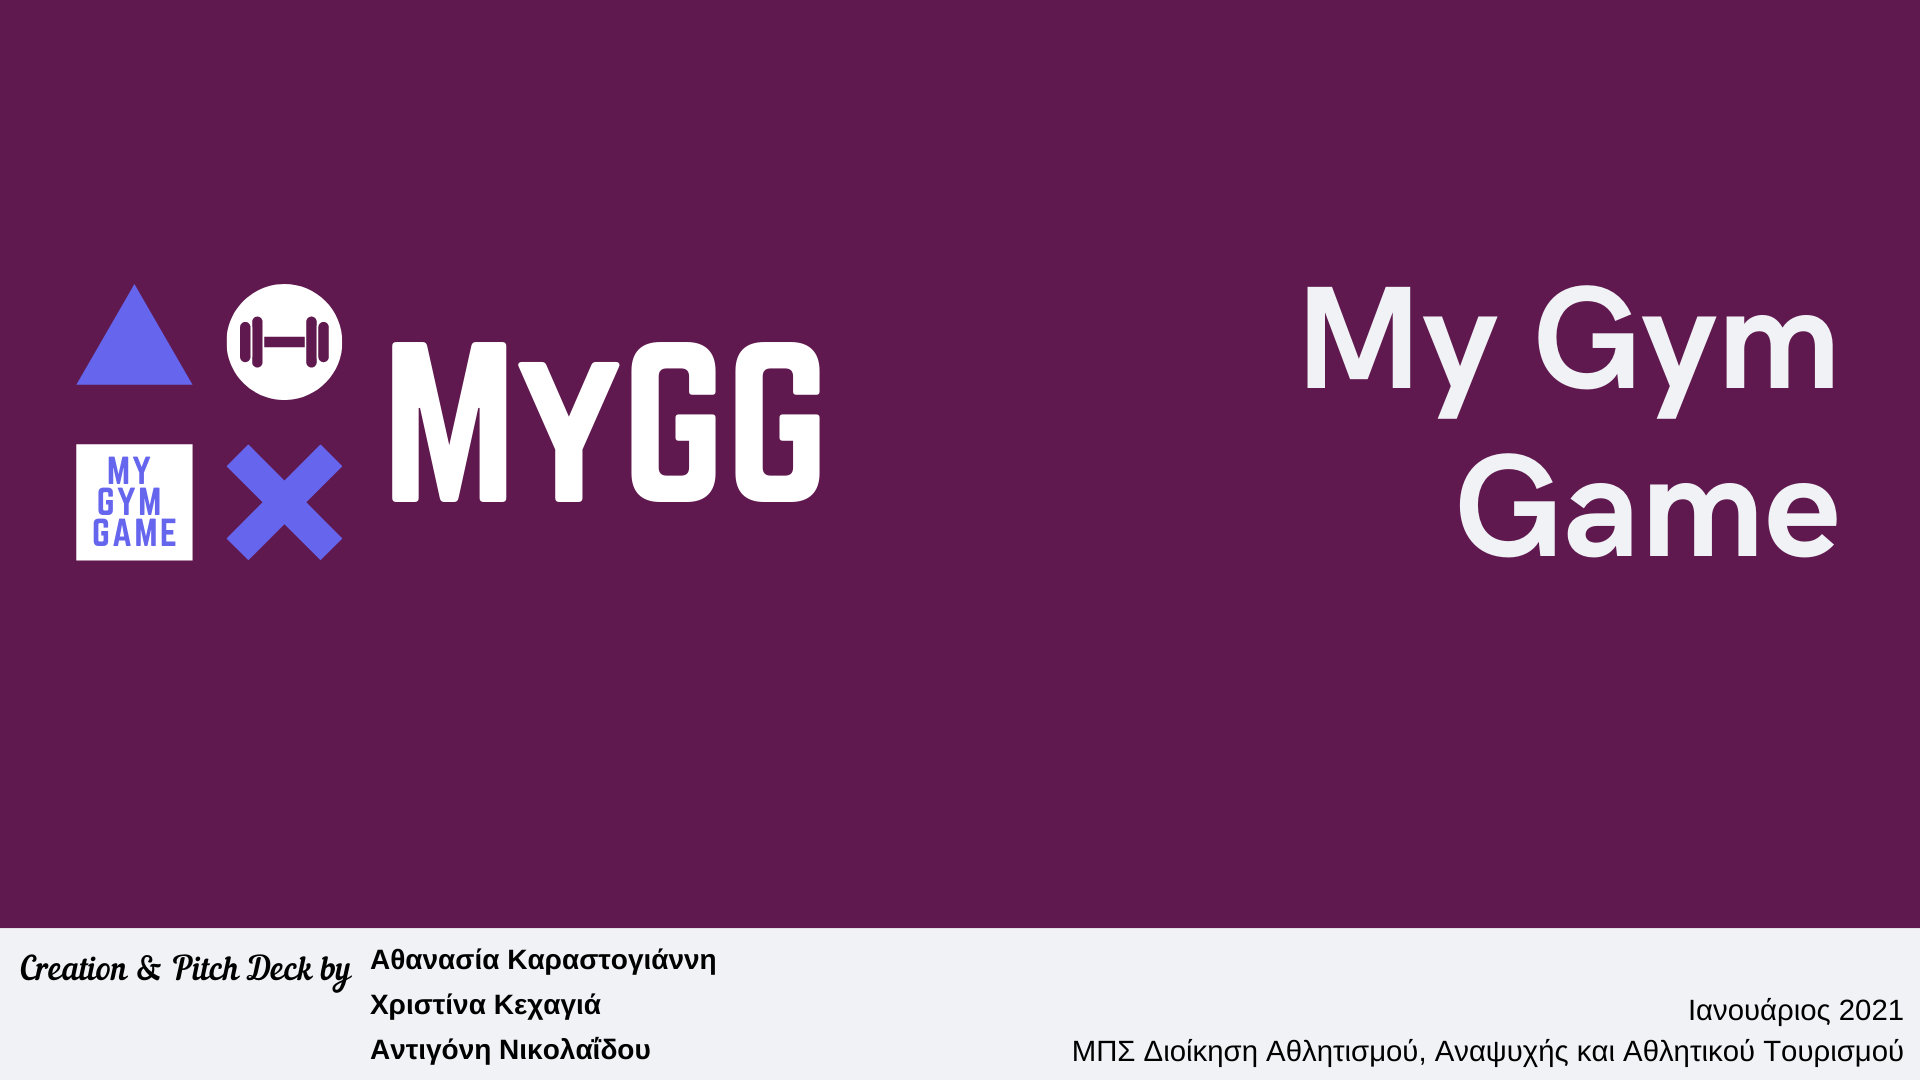 MY
GYM
GAME
MYGG
My Gym
Game
Creation & Pitch Deck by
Αθανασία Καραστογιάννη
Χριστίνα Κεχαγιά
Αντιγόνη Νικολαΐδου
Ιανουάριος 2021
ΜΠΣ Διοίκηση Αθλητισμού, Αναψυχής και Αθλητικού Τουρισμού